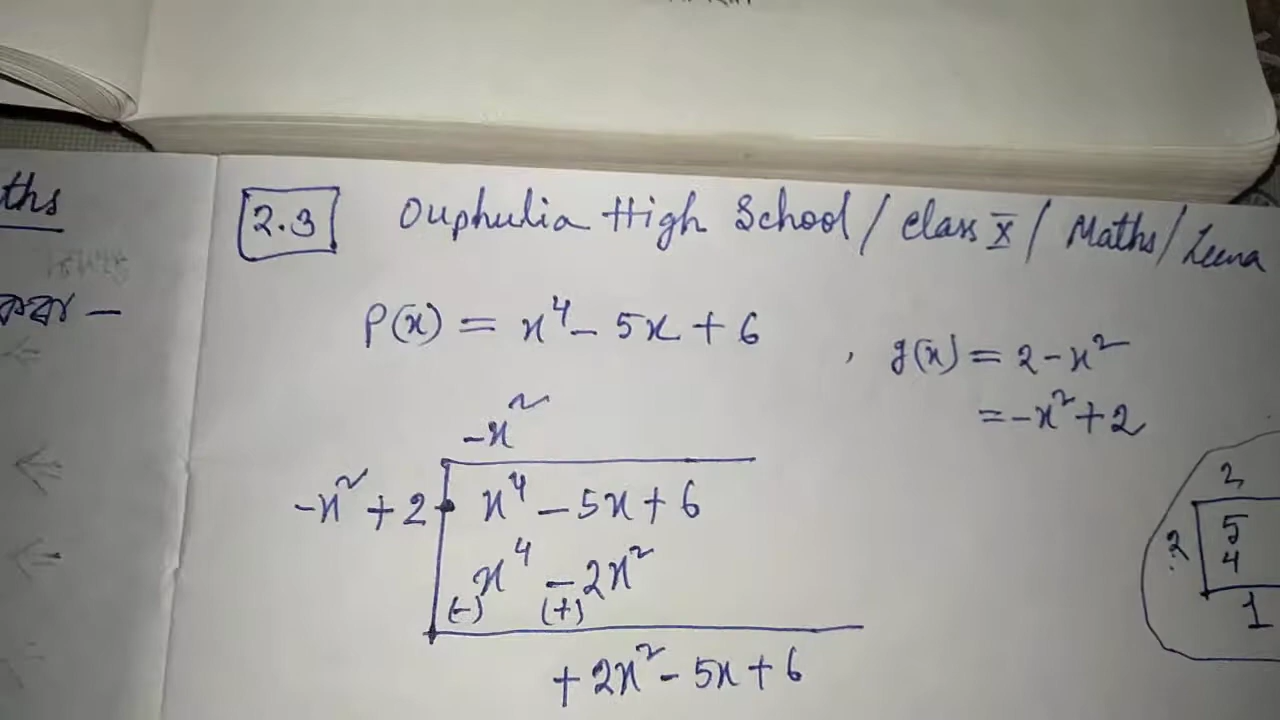 ths
2.3 Ouphulia High School / Class X / Maths / Leena
P(x) = x⁴ - 5x + 6 , g(x) = 2 - x²
= -x² + 2
-x²
-x² + 2 x⁴ - 5x + 6
x⁴ - 2x²
(-) (+)
+ 2x² - 5x + 6
2
2 5
4
1